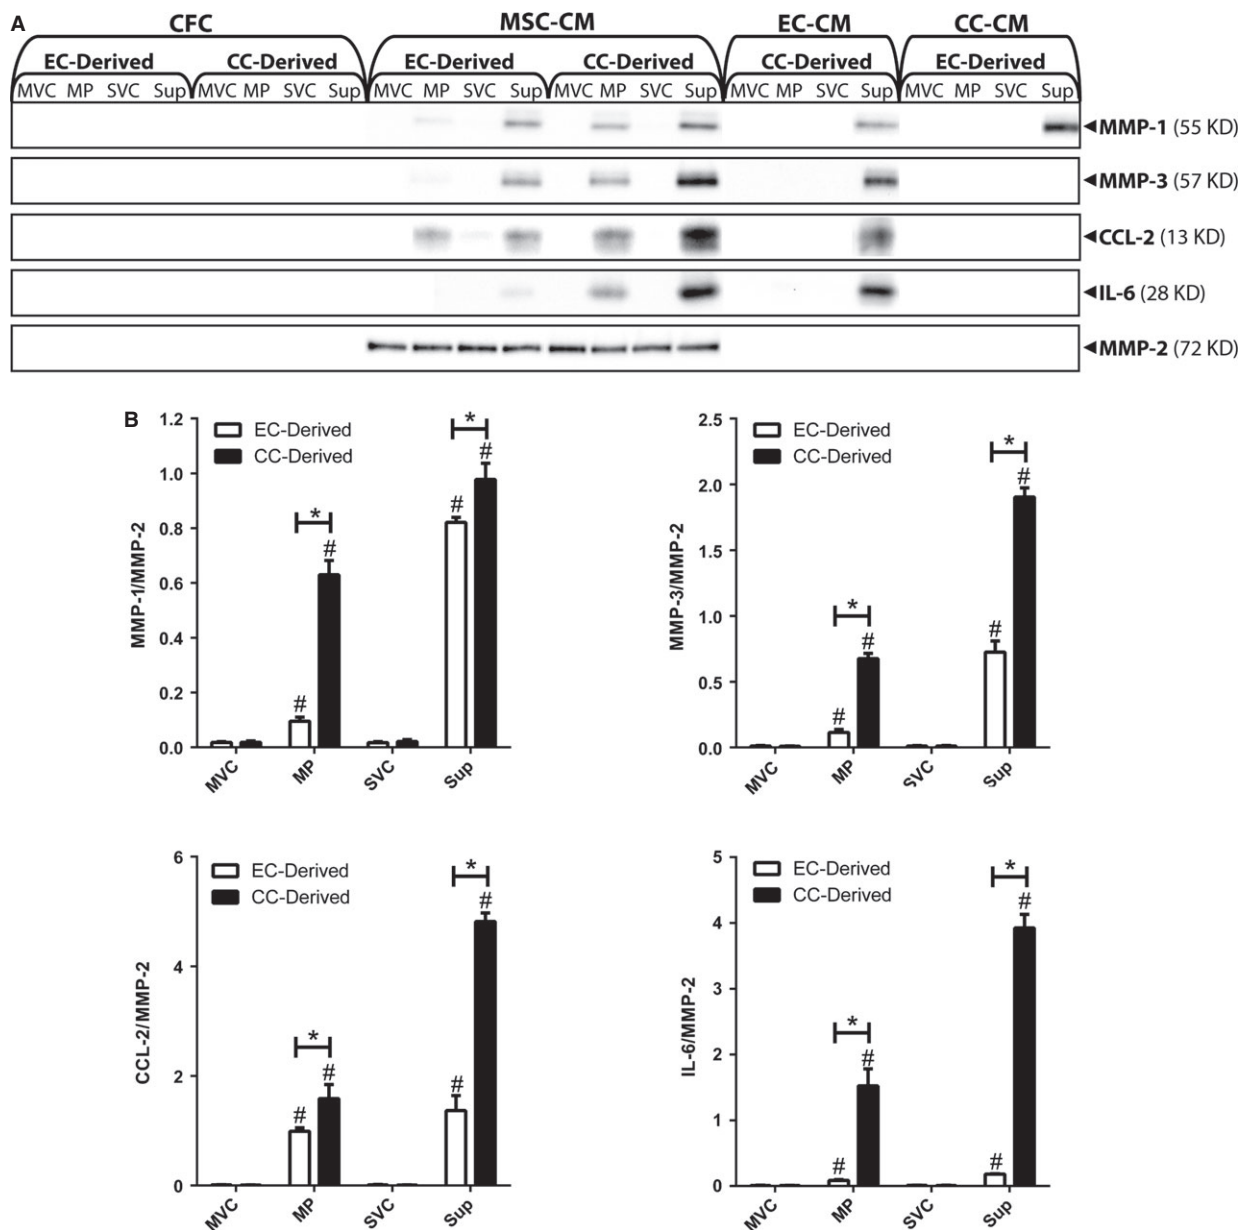 A
CFC MSC-CM EC-CM CC-CM
EC-Derived CC-Derived EC-Derived CC-Derived CC-Derived EC-Derived
MVC MP SVC Sup MVC MP SVC Sup MVC MP SVC Sup MVC MP SVC Sup MVC MP SVC Sup MVC MP SVC Sup
MMP-1 (55 KD)
MMP-3 (57 KD)
CCL-2 (13 KD)
IL-6 (28 KD)
MMP-2 (72 KD)
B
MMP-1/MMP-2
1.2
1.0
0.8
0.6
0.4
0.2
0.0
EC-Derived
CC-Derived
# * # # * #
MVC MP SVC Sup
MMP-3/MMP-2
2.5
2.0
1.5
1.0
0.5
0.0
EC-Derived
CC-Derived
# * # # * #
MVC MP SVC Sup
CCL-2/MMP-2
6
4
2
0
EC-Derived
CC-Derived
# * # # * #
MVC MP SVC Sup
IL-6/MMP-2
5
4
3
2
1
0
EC-Derived
CC-Derived
# * # # * #
MVC MP SVC Sup